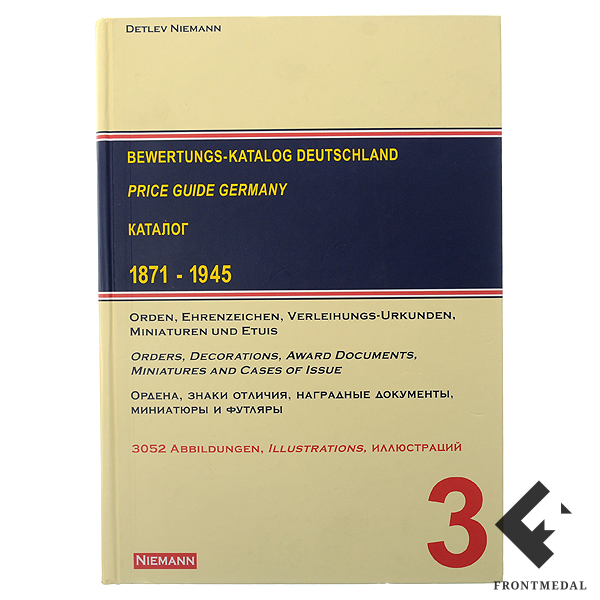 DETLEV NIEMANN
BEWERTUNGS-KATALOG DEUTSCHLAND
PRICE GUIDE GERMANY
КАТАЛОГ
1871 - 1945
ORDEN, EHRENZEICHEN, VERLEIHUNGS-URKUNDEN,
MINIATUREN UND ETUIS
ORDERS, DECORATIONS, AWARD DOCUMENTS,
MINIATURES AND CASES OF ISSUE
ОРДЕНА, ЗНАКИ ОТЛИЧИЯ, НАГРАДНЫЕ ДОКУМЕНТЫ,
МИНИАТЮРЫ И ФУТЛЯРЫ
3052 ABBILDUNGEN, ILLUSTRATIONS, ИЛЛЮСТРАЦИЙ
3
NIEMANN
FRONTMEDAL